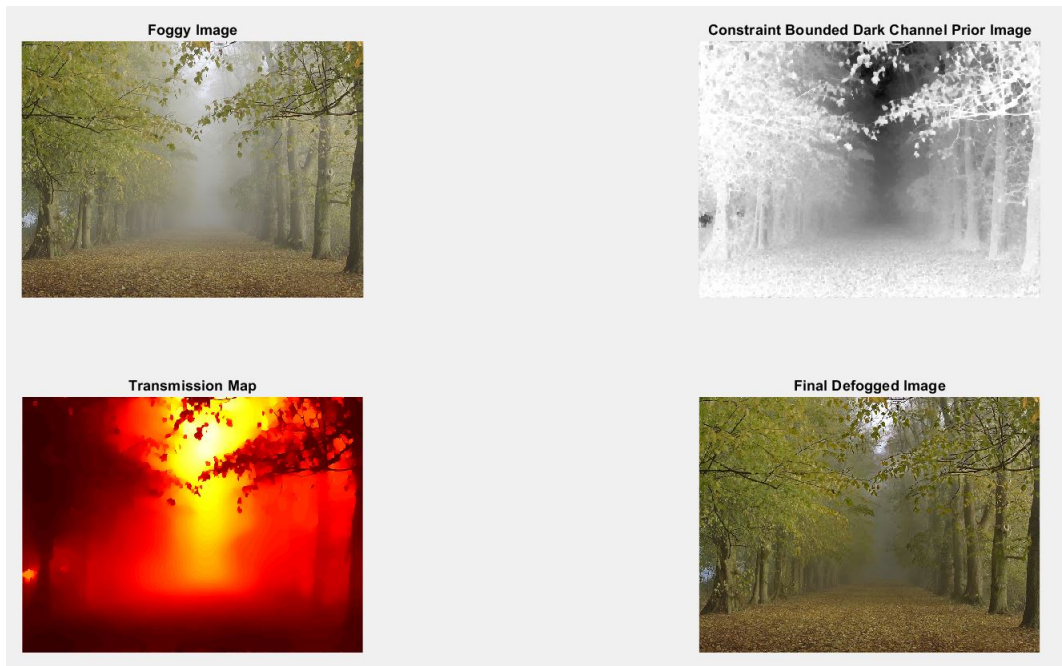 Foggy Image
Constraint Bounded Dark Channel Prior Image
Transmission Map
Final Defogged Image